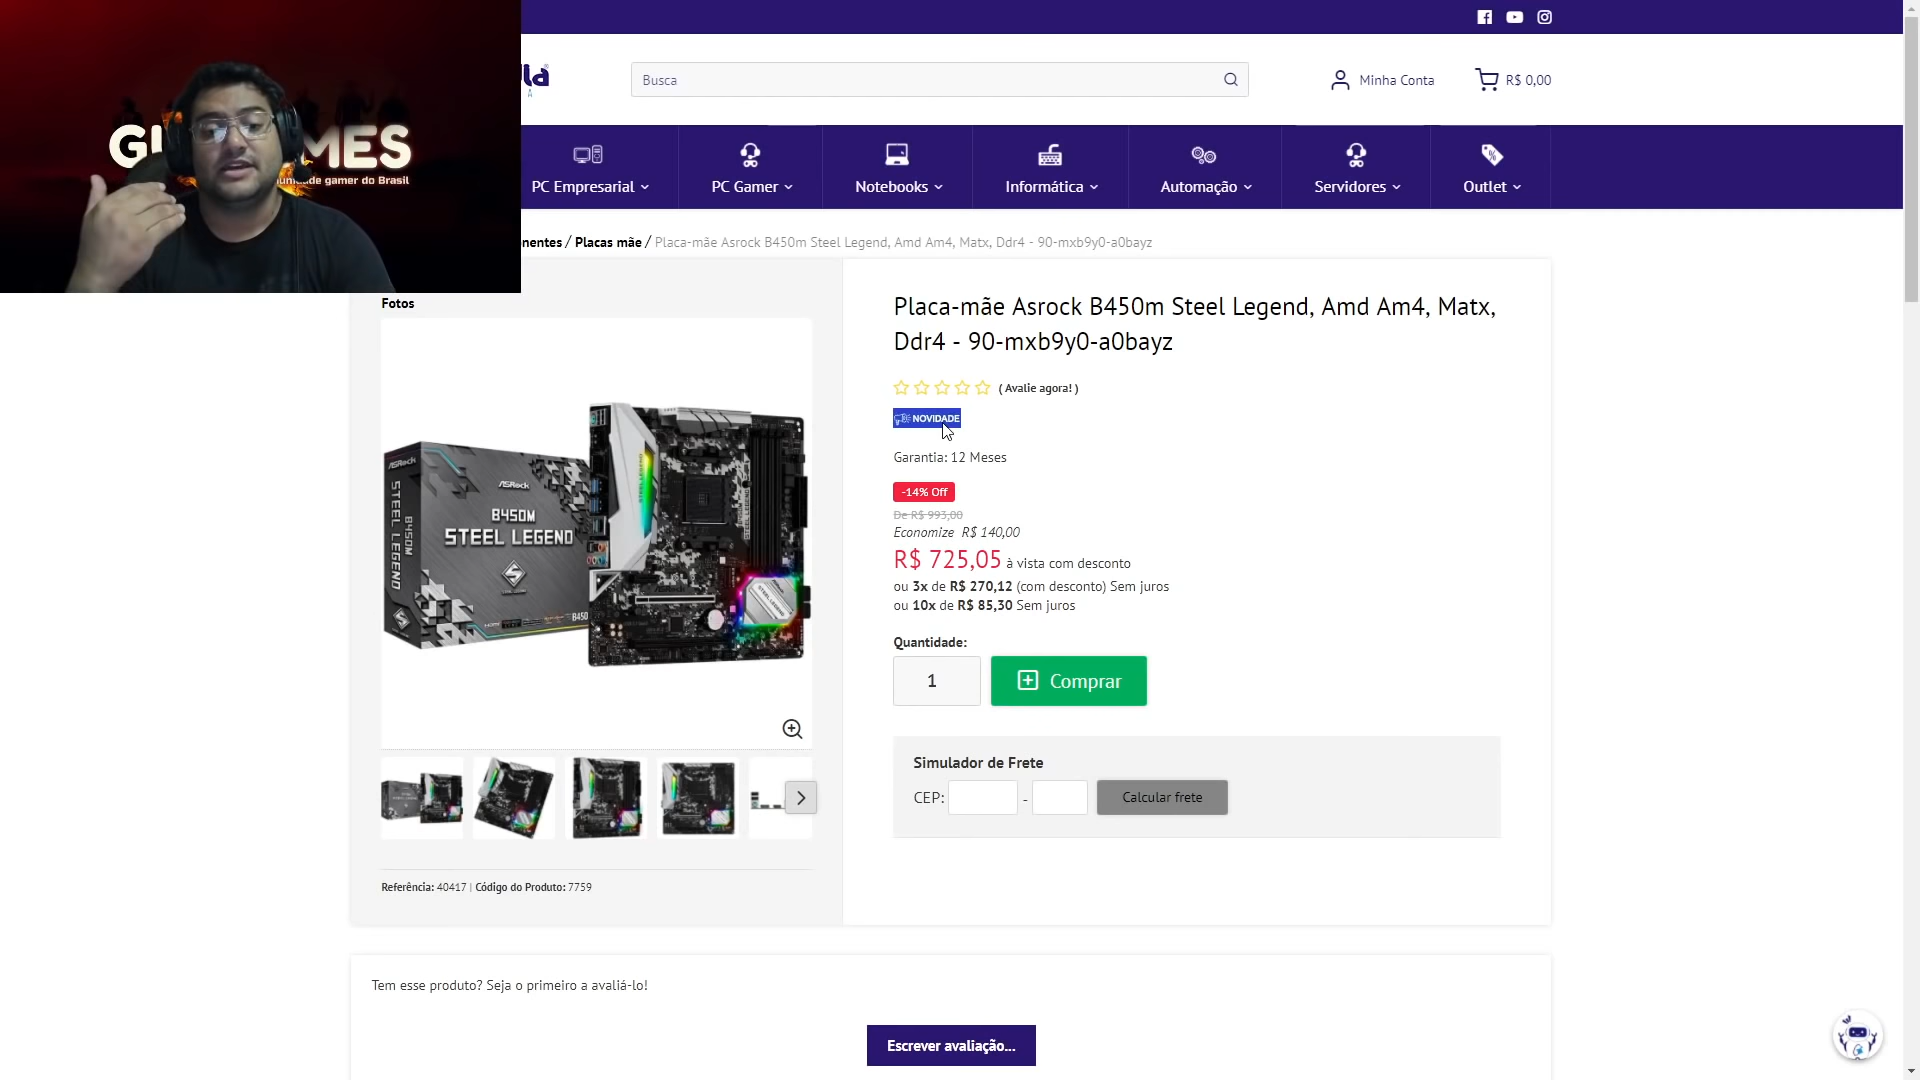 Busca
Minha Conta
R$ 0,00
PC Empresarial
PC Gamer
Notebooks
Informática
Automação
Servidores
Outlet
nentes / Placas mãe / Placa-mãe Asrock B450m Steel Legend, Amd Am4, Matx, Ddr4 - 90-mxb9y0-a0bayz
Fotos
Placa-mãe Asrock B450m Steel Legend, Amd Am4, Matx,
Ddr4 - 90-mxb9y0-a0bayz
( Avalie agora! )
NOVIDADE
Garantia: 12 Meses
-14% Off
De R$ 993,00
Economize R$ 140,00
R$ 725,05 à vista com desconto
ou 3x de R$ 270,12 (com desconto) Sem juros
ou 10x de R$ 85,30 Sem juros
Quantidade:
1
Comprar
Simulador de Frete
CEP:
-
Calcular frete
ASRock
B450M
STEEL LEGEND
ASRock
STEEL LEGEND
B450M
Referência: 40417 | Código do Produto: 7759
Tem esse produto? Seja o primeiro a avaliá-lo!
Escrever avaliação...
MES
de gamer do Brasil